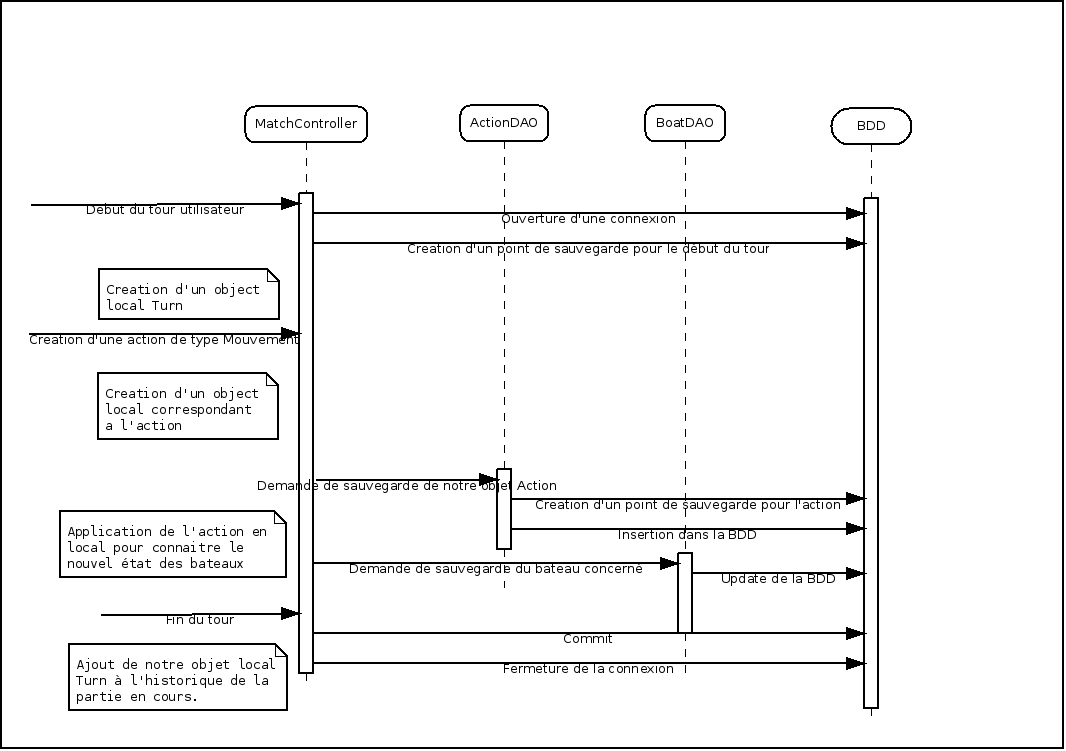 MatchController
ActionDAO
BoatDAO
BDD
Début du tour utilisateur
Ouverture d'une connexion
Creation d'un point de sauvegarde pour le début du tour
Creation d'un object
local Turn
Creation d'une action de type Mouvement
Creation d'un object
local correspondant
a l'action
Demande de sauvegarde de notre objet Action
Creation d'un point de sauvegarde pour l'action
Insertion dans la BDD
Application de l'action en
local pour connaitre le
nouvel état des bateaux
Demande de sauvegarde du bateau concerné
Update de la BDD
Fin du tour
Commit
Ajout de notre objet local
Turn à l'historique de la
partie en cours.
Fermeture de la connexion